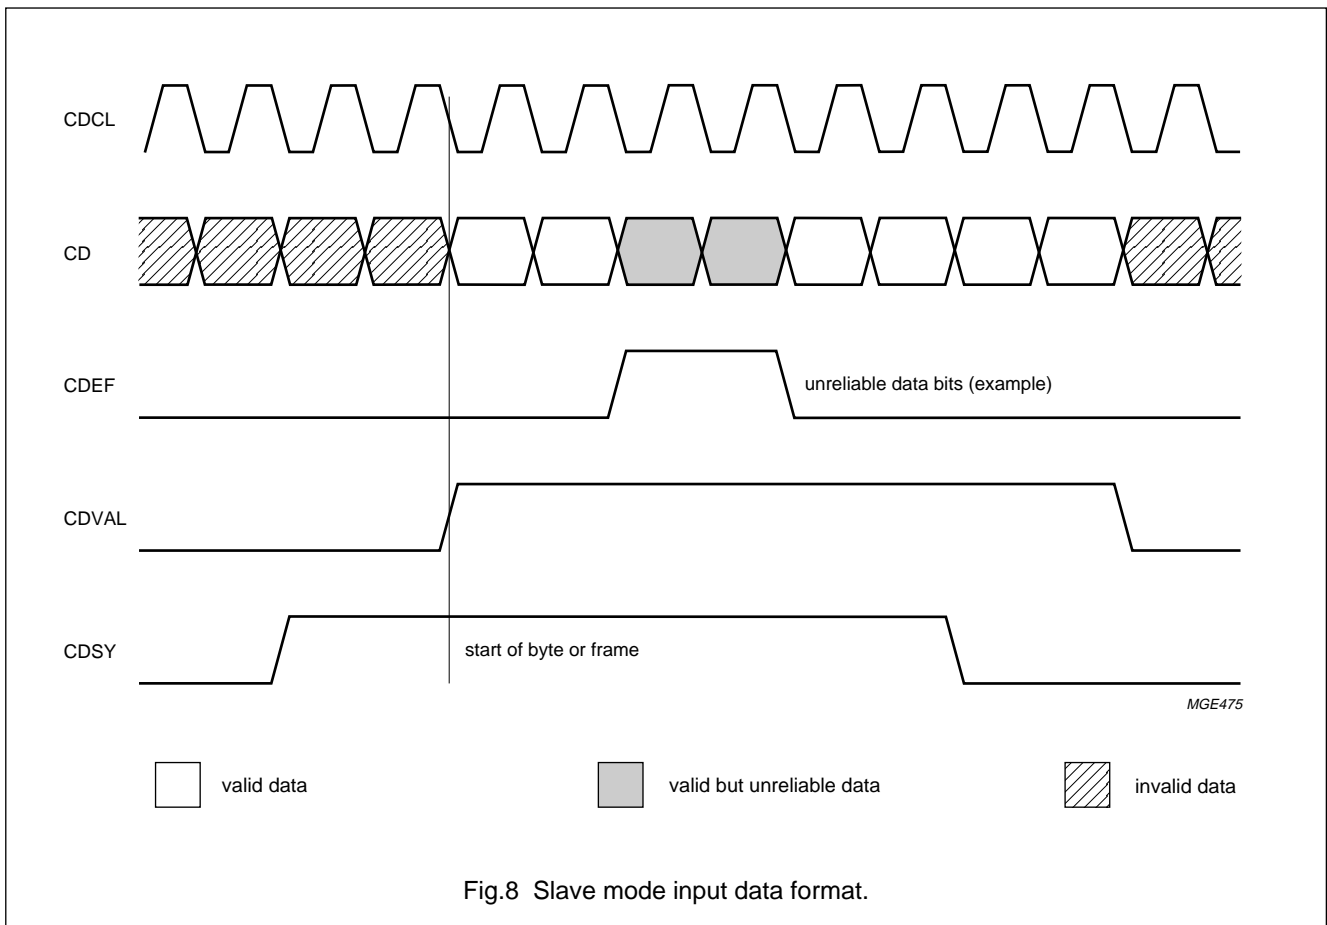 CDCL
CD
CDEF
unreliable data bits (example)
CDVAL
CDSY
start of byte or frame
MGE475
valid data
valid but unreliable data
invalid data
Fig.8 Slave mode input data format.